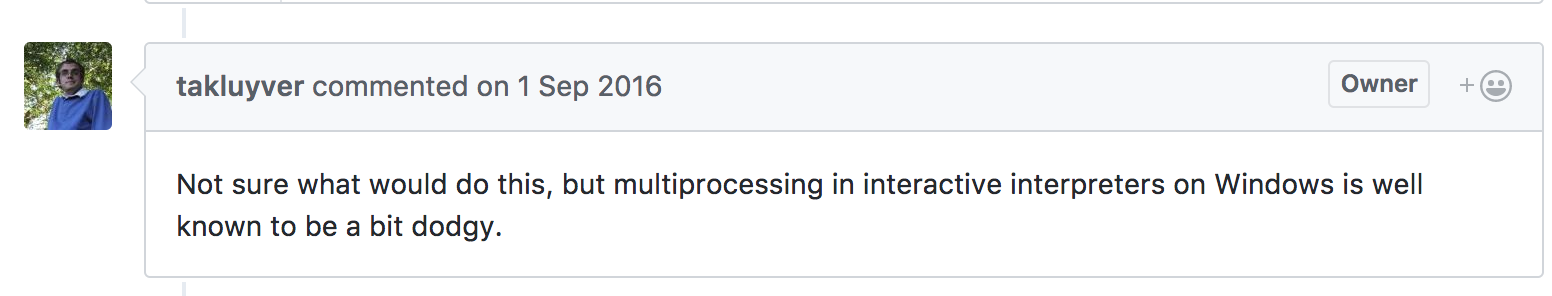 takluyver commented on 1 Sep 2016
Owner
Not sure what would do this, but multiprocessing in interactive interpreters on Windows is well
known to be a bit dodgy.